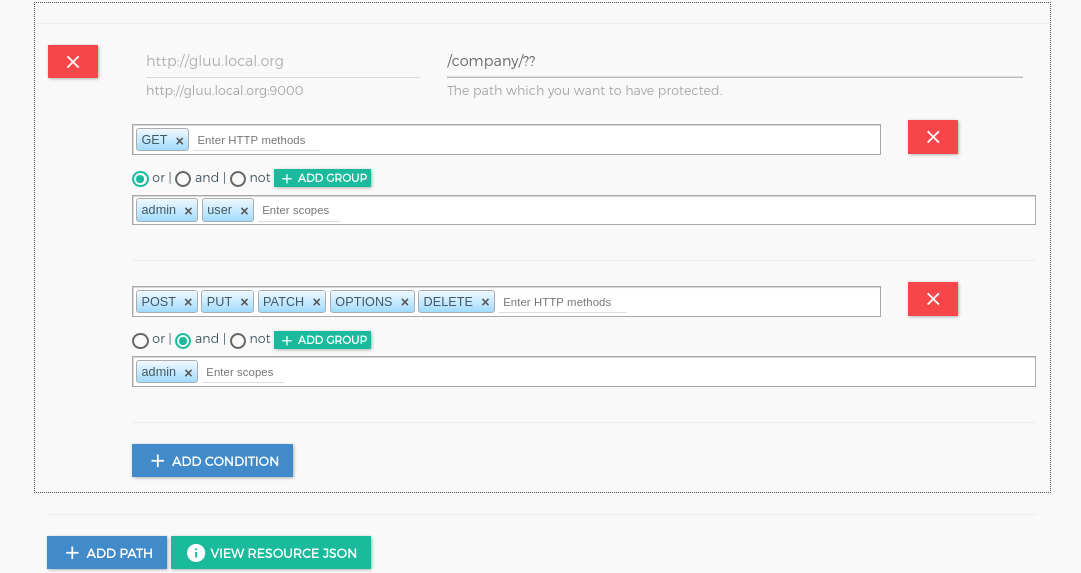 http://gluu.local.org /company/??
http://gluu.local.org:9000 The path which you want to have protected.
GET × Enter HTTP methods
or | and | not + ADD GROUP
admin × user × Enter scopes
POST × PUT × PATCH × OPTIONS × DELETE × Enter HTTP methods
or | and | not + ADD GROUP
admin × Enter scopes
+ ADD CONDITION
+ ADD PATH i VIEW RESOURCE JSON